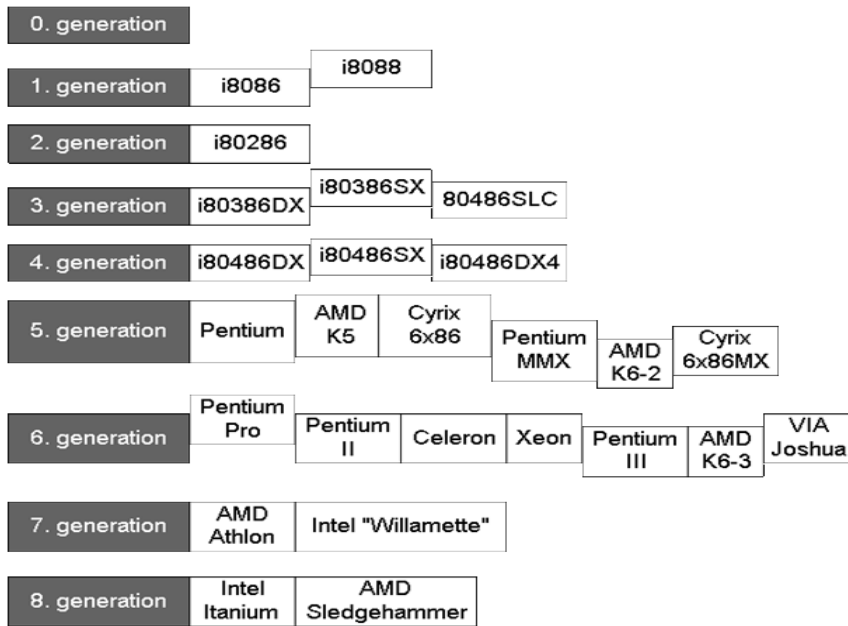 0. generation
1. generation
i8086
i8088
2. generation
i80286
3. generation
i80386DX
i80386SX
80486SLC
4. generation
i80486DX
i80486SX
i80486DX4
5. generation
Pentium
AMD
K5
Cyrix
6x86
Pentium
MMX
AMD
K6-2
Cyrix
6x86MX
6. generation
Pentium
Pro
Pentium
II
Celeron
Xeon
Pentium
III
AMD
K6-3
VIA
Joshua
7. generation
AMD
Athlon
Intel "Willamette"
8. generation
Intel
Itanium
AMD
Sledgehammer